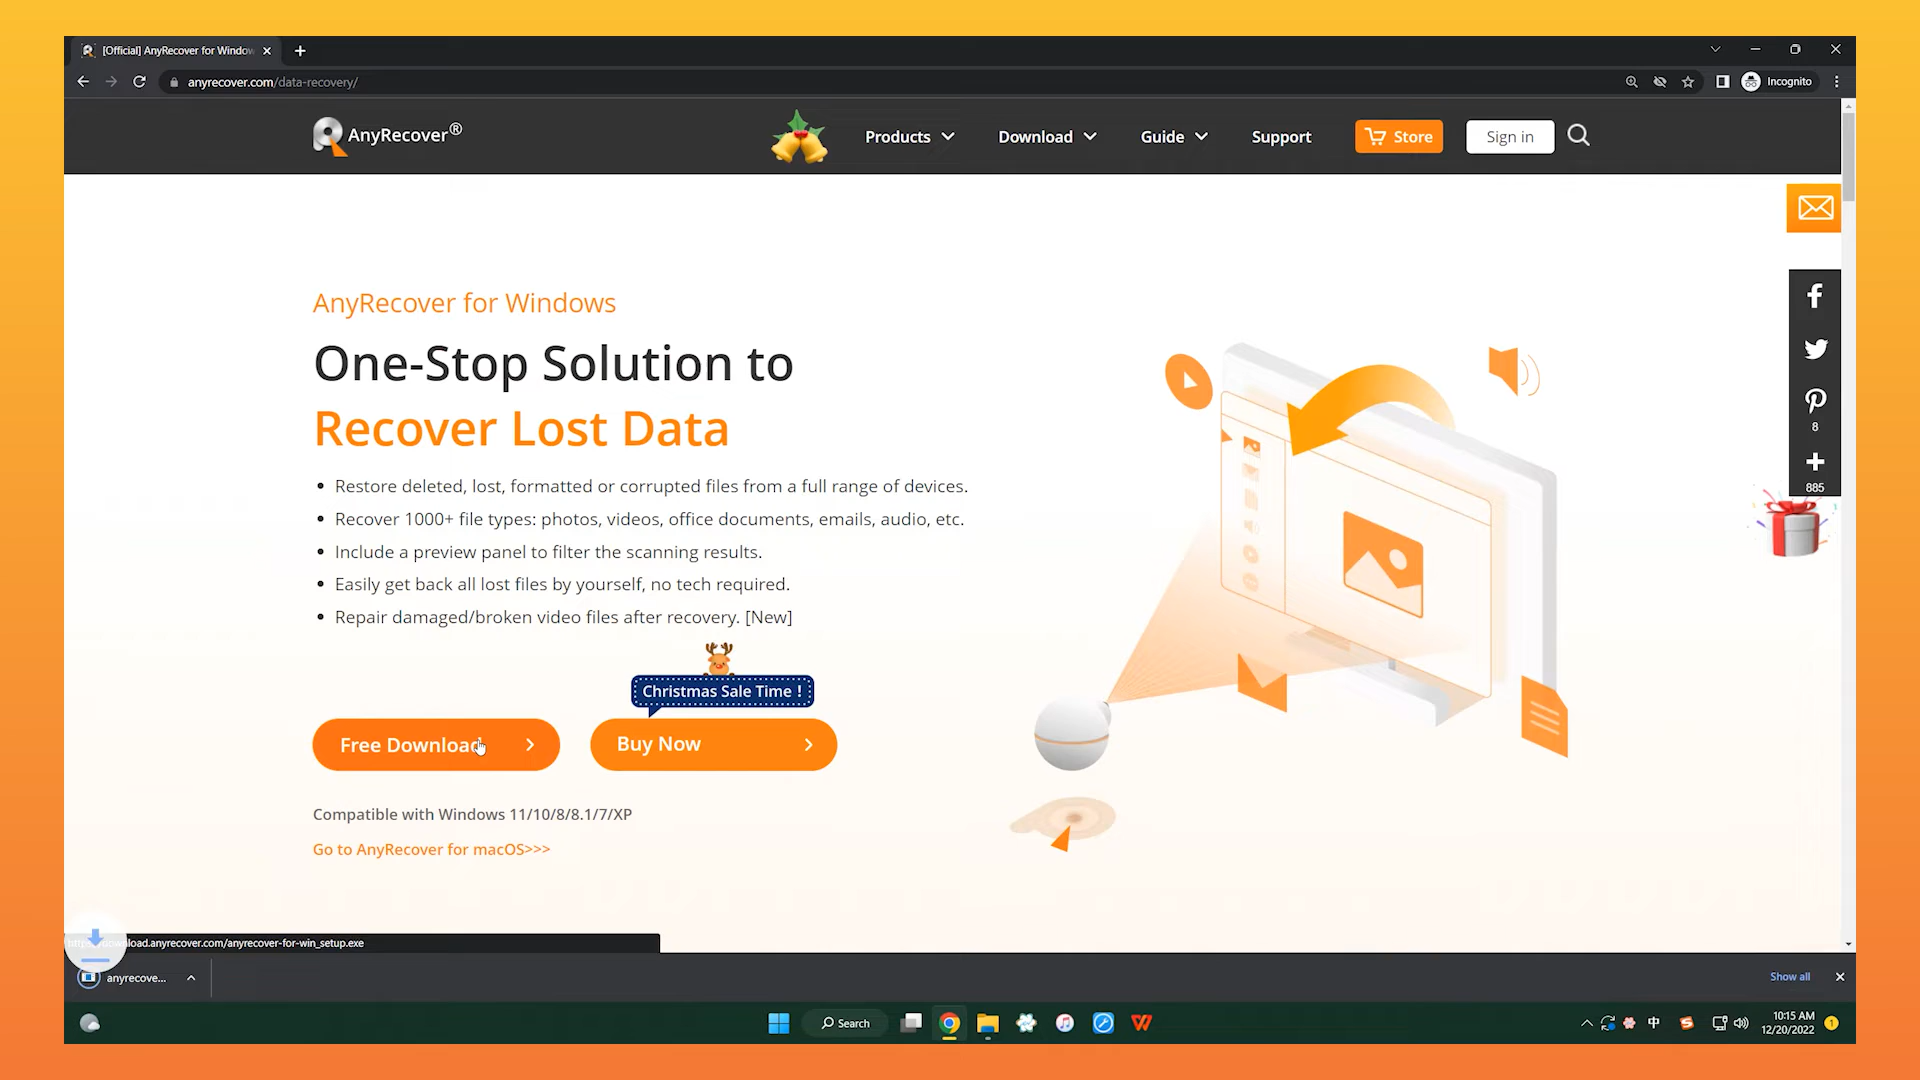 [Official] AnyRecover for Window
anyrecover.com/data-recovery/
Incognito
AnyRecover®
Products
Download
Guide
Support
Store
Sign in
8
885
AnyRecover for Windows
One-Stop Solution to
Recover Lost Data
Restore deleted, lost, formatted or corrupted files from a full range of devices.
Recover 1000+ file types: photos, videos, office documents, emails, audio, etc.
Include a preview panel to filter the scanning results.
Easily get back all lost files by yourself, no tech required.
Repair damaged/broken video files after recovery. [New]
Christmas Sale Time !
Free Download
Buy Now
Compatible with Windows 11/10/8/8.1/7/XP
Go to AnyRecover for macOS>>>
load.anyrecover.com/anyrecover-for-win_setup.exe
anyrecove...
Show all
Search
中
10:15 AM
12/20/2022
1